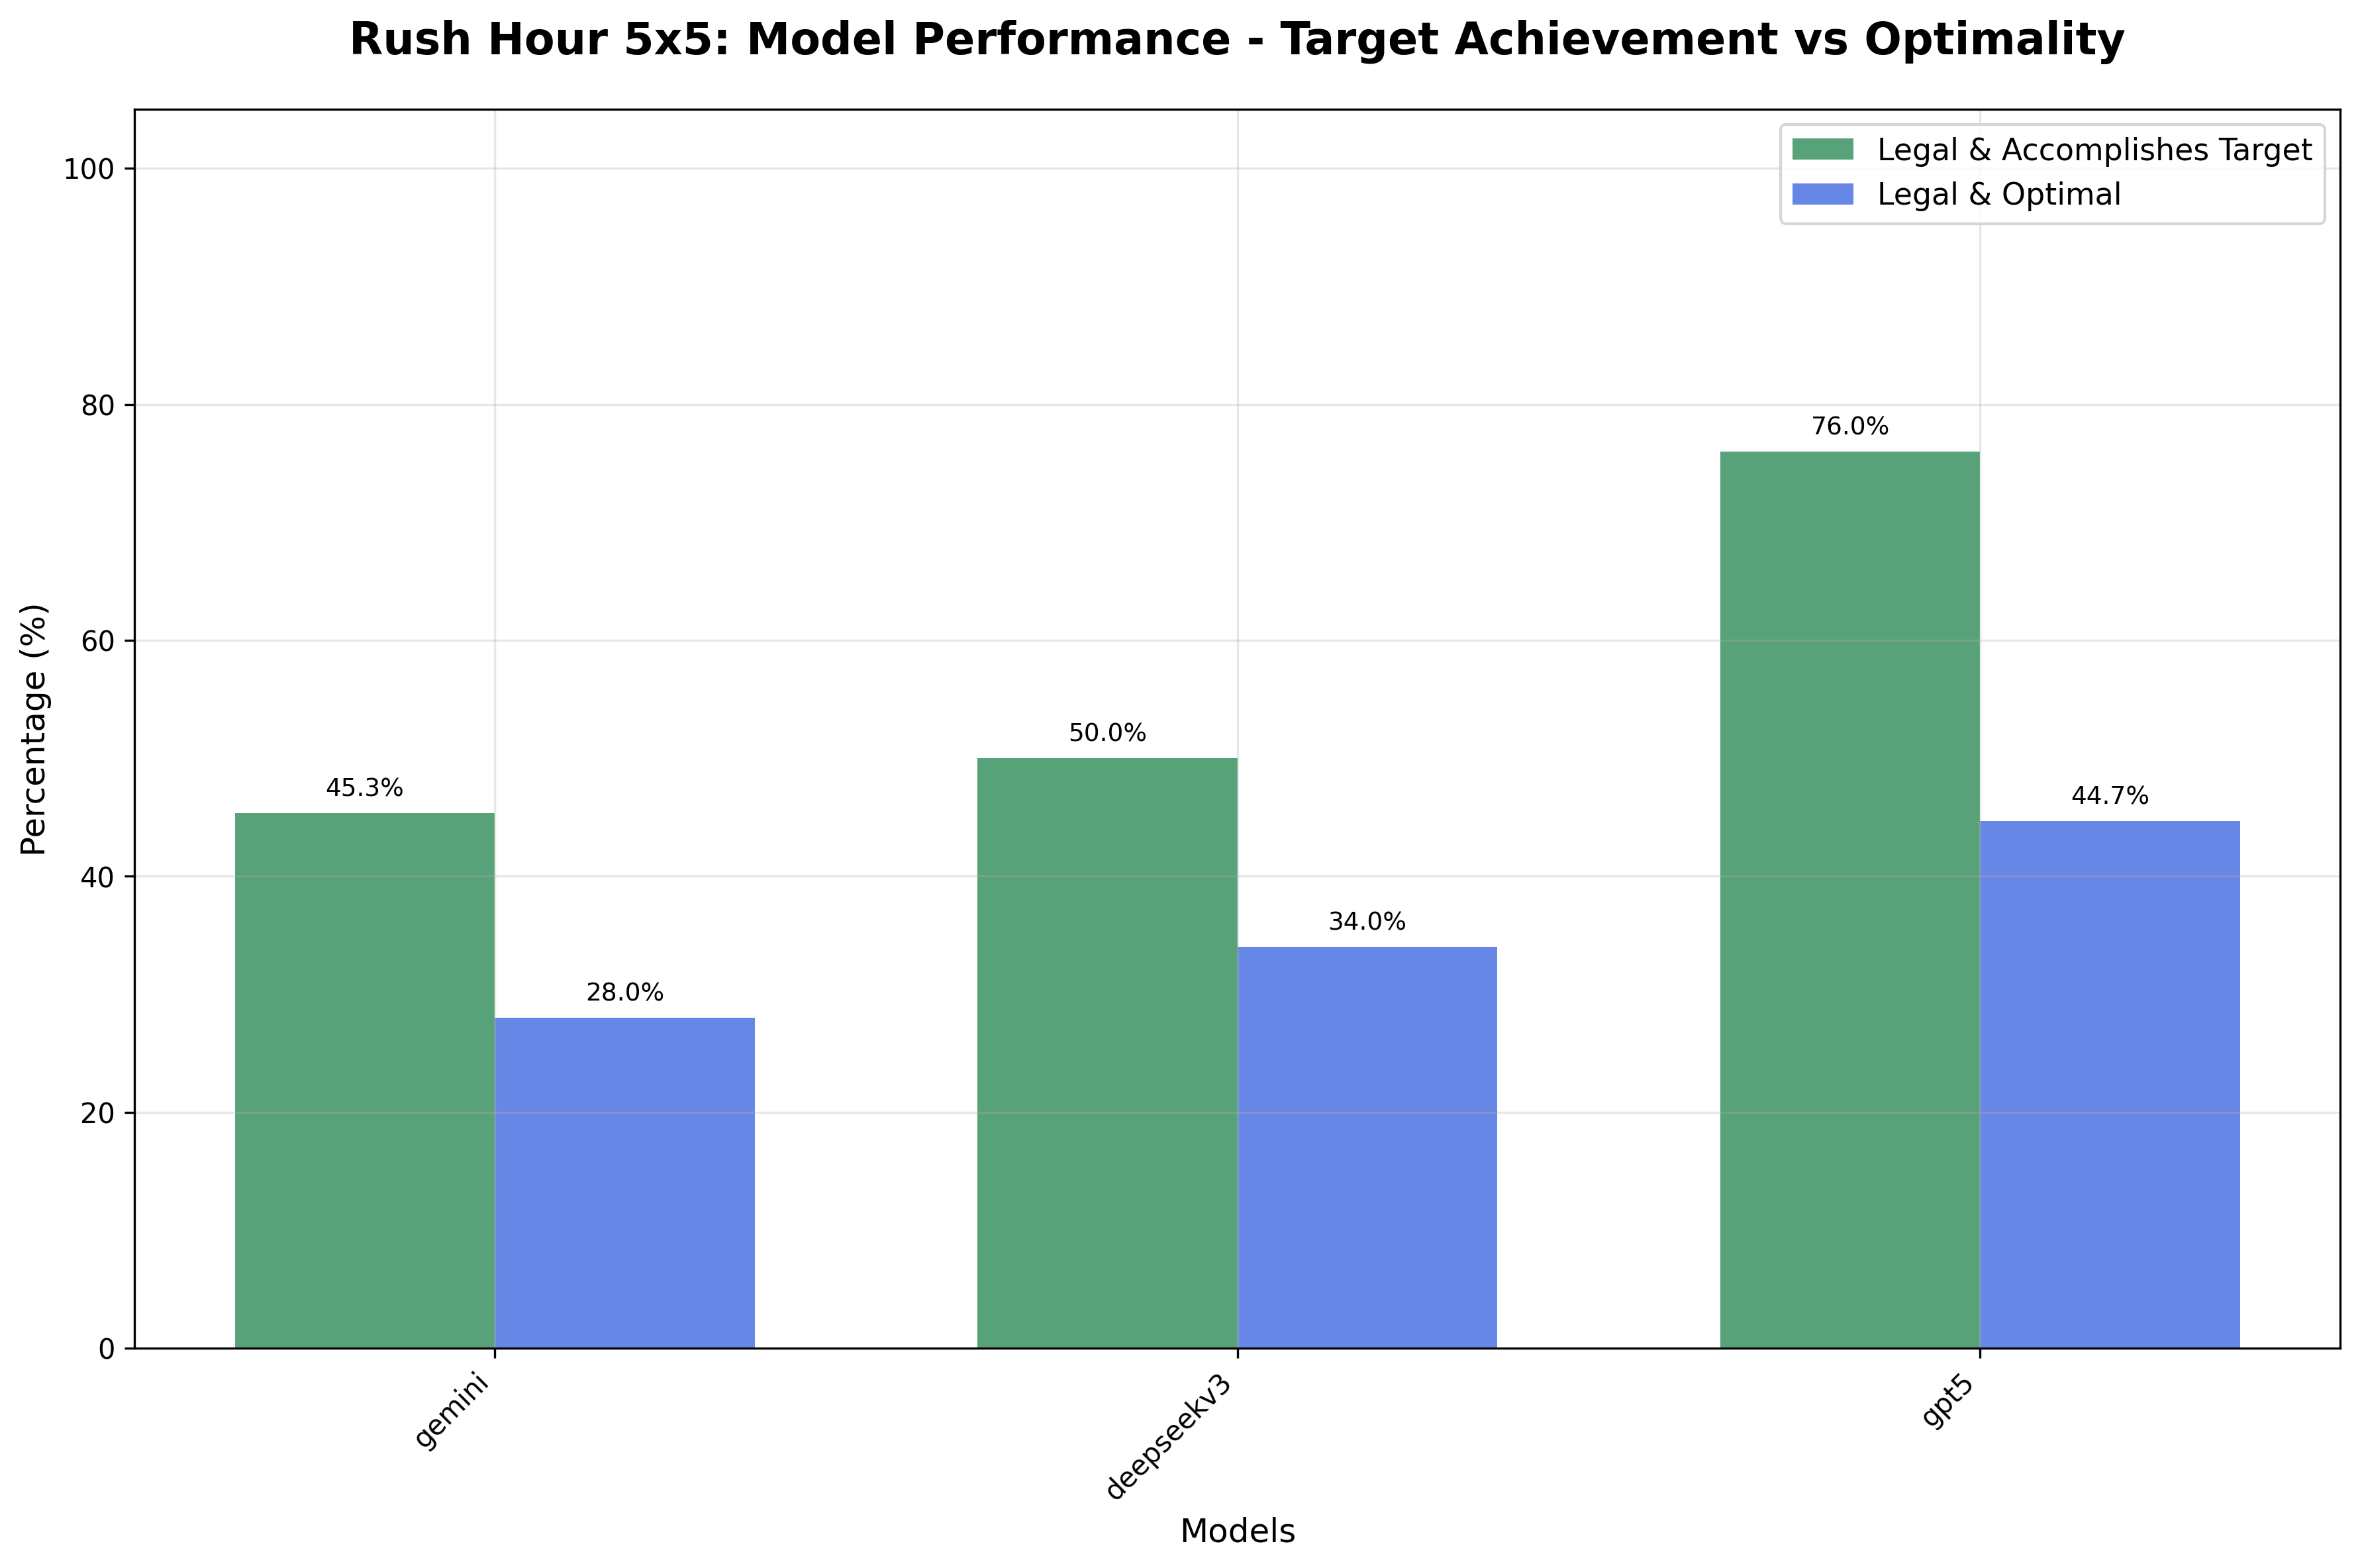 Rush Hour 5x5: Model Performance - Target Achievement vs Optimality
Legal & Accomplishes Target
Legal & Optimal
Percentage (%)
100
80
60
40
20
0
45.3%
28.0%
50.0%
34.0%
76.0%
44.7%
gemini
deepseekv3
gpt5
Models